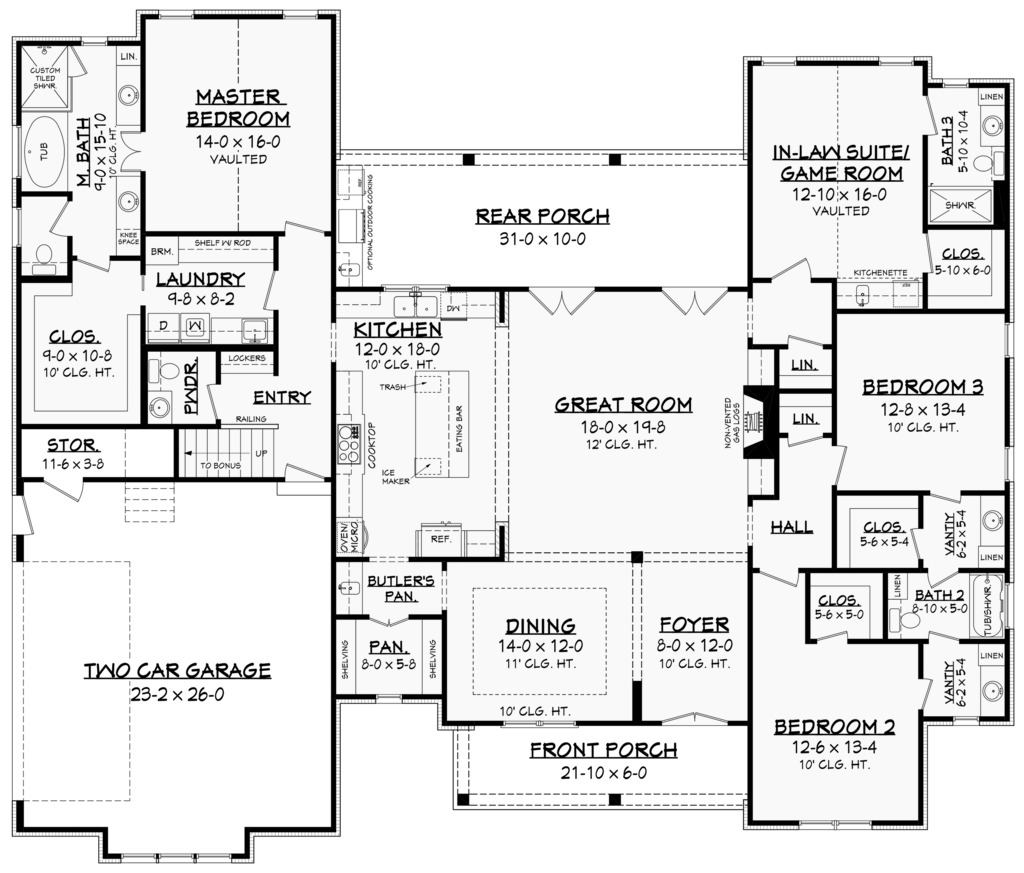 CUSTOM
TILED
SHWR.
LIN.
TUB
M. BATH
9-0 x 15-10
10' CLG. HT.
KNEE
SPACE
MASTER
BEDROOM
14-0 x 16-0
VAULTED
BRM.
SHELF W/ ROD
LAUNDRY
9-8 x 8-2
D
W
CLOS.
9-0 x 10-8
10' CLG. HT.
PWDR.
LOCKERS
ENTRY
RAILING
UP
TO BONUS
STOR.
11-6 x 3-8
TWO CAR GARAGE
23-2 x 26-0
REF.
OPTIONAL OUTDOOR COOKING
REAR PORCH
31-0 x 10-0
DW
KITCHEN
12-0 x 18-0
10' CLG. HT.
TRASH
EATING BAR
COOKTOP
ICE
MAKER
OVEN/
MICRO.
REF.
BUTLER'S
PAN.
SHELVING
PAN.
8-0 x 5-8
SHELVING
GREAT ROOM
18-0 x 19-8
12' CLG. HT.
NON-VENTED
GAS LOGS
DINING
14-0 x 12-0
11' CLG. HT.
10' CLG. HT.
FOYER
8-0 x 12-0
10' CLG. HT.
FRONT PORCH
21-10 x 6-0
IN-LAW SUITE/
GAME ROOM
12-10 x 16-0
VAULTED
KITCHENETTE
LINEN
BATH 3
5-10 x 10-4
SHWR.
CLOS.
5-10 x 6-0
LIN.
LIN.
BEDROOM 3
12-8 x 13-4
10' CLG. HT.
HALL
CLOS.
5-6 x 5-4
VANTIY
6-2 x 5-4
LINEN
CLOS.
5-6 x 5-0
LINEN
BATH 2
8-10 x 5-0
TUB/SHWR.
VANTIY
6-2 x 5-4
LINEN
BEDROOM 2
12-6 x 13-4
10' CLG. HT.